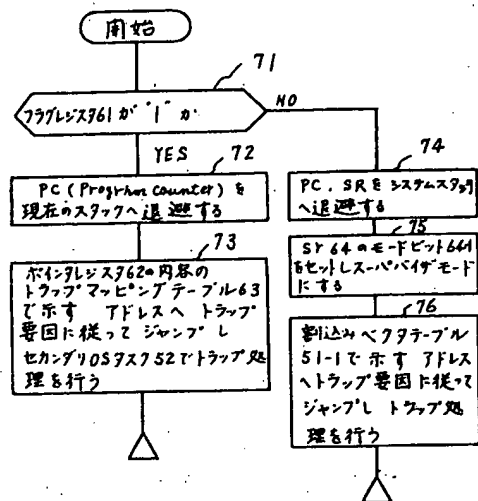 開始
71
フラグレジスタ61が"1"か
NO
YES
72
PC (Program counter) を
現在のスタックへ退避する
73
ポインタレジスタ62の内容の
トラップマッピングテーブル63
で示す アドレスへ トラップ
要因に従って ジャンプし
セカンダリOSタスク52でトラップ処
理を行う
74
PC, SRをシステムスタック
へ退避する
75
Sr 64のモードビット641
をセットしスーパバイザモード
にする
76
割込みベクタテーブル
51-1で示す アドレス
へトラップ要因に従って
ジャンプし トラップ処
理を行う